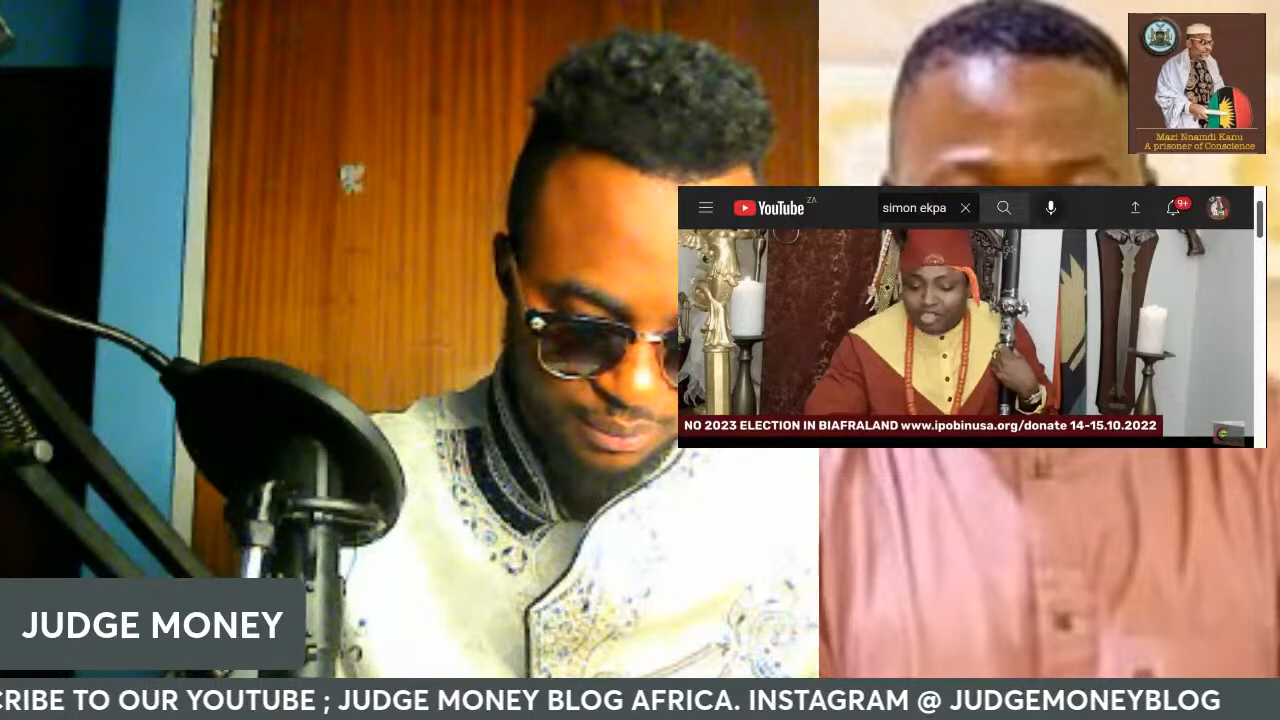 Mazi Nnamdi Kanu
A prisoner of Conscience
YouTube ZA
simon ekpa
9+
NO 2023 ELECTION IN BIAFRALAND www.ipobinusa.org/donate 14-15.10.2022
JUDGE MONEY
CRIBE TO OUR YOUTUBE ; JUDGE MONEY BLOG AFRICA. INSTAGRAM @ JUDGEMONEYBLOG